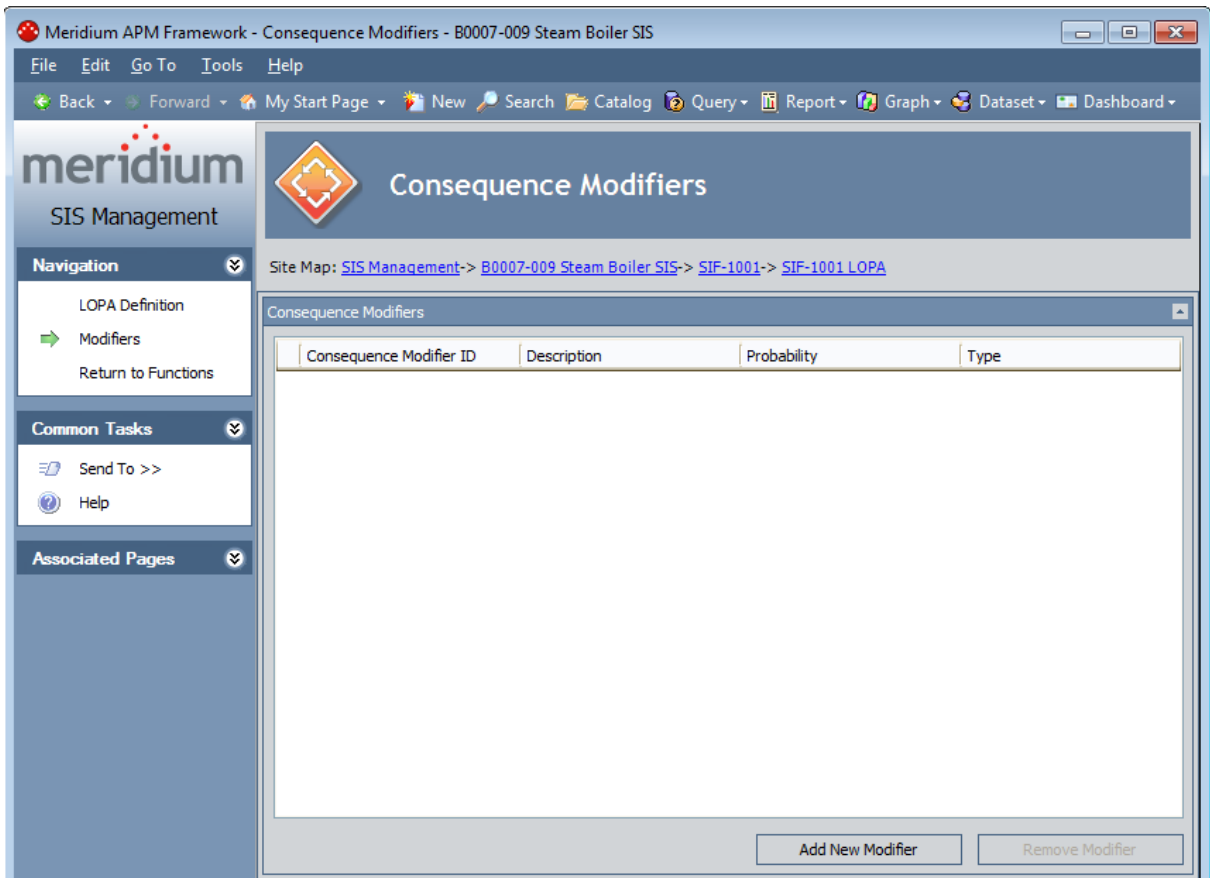 Meridium APM Framework - Consequence Modifiers - B0007-009 Steam Boiler SIS
File Edit Go To Tools Help
Back Forward My Start Page New Search Catalog Query Report Graph Dataset Dashboard
meridium
SIS Management
Consequence Modifiers
Site Map: SIS Management-> B0007-009 Steam Boiler SIS-> SIF-1001-> SIF-1001 LOPA
Navigation
LOPA Definition
Modifiers
Return to Functions
Common Tasks
Send To >>
Help
Associated Pages
Consequence Modifiers
Consequence Modifier ID Description Probability Type
Add New Modifier Remove Modifier